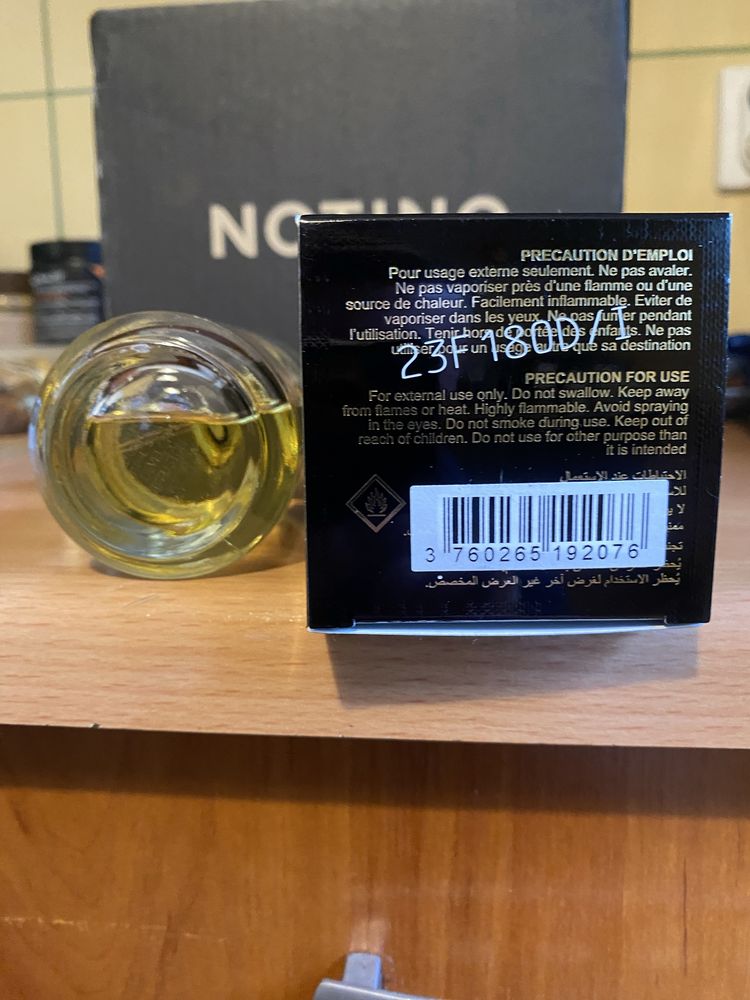 NOTINO
PRECAUTION D'EMPLOI
Pour usage externe seulement. Ne pas avaler.
Ne pas vaporiser près d'une flamme ou d'une
source de chaleur. Facilement inflammable. Eviter de
vaporiser dans les yeux. Ne pas fumer pendant
l'utilisation. Tenir hors de portée des enfants. Ne pas
utiliser pour un usage autre que sa destination
23F180D/I
PRECAUTION FOR USE
For external use only. Do not swallow. Keep away
from flames or heat. Highly flammable. Avoid spraying
in the eyes. Do not smoke during use. Keep out of
reach of children. Do not use for other purpose than
it is intended
الاحتياطات عند الاستعمال
3 760265 192076
يُحظر الاستخدام لغرض آخر غير العرض المخصص.